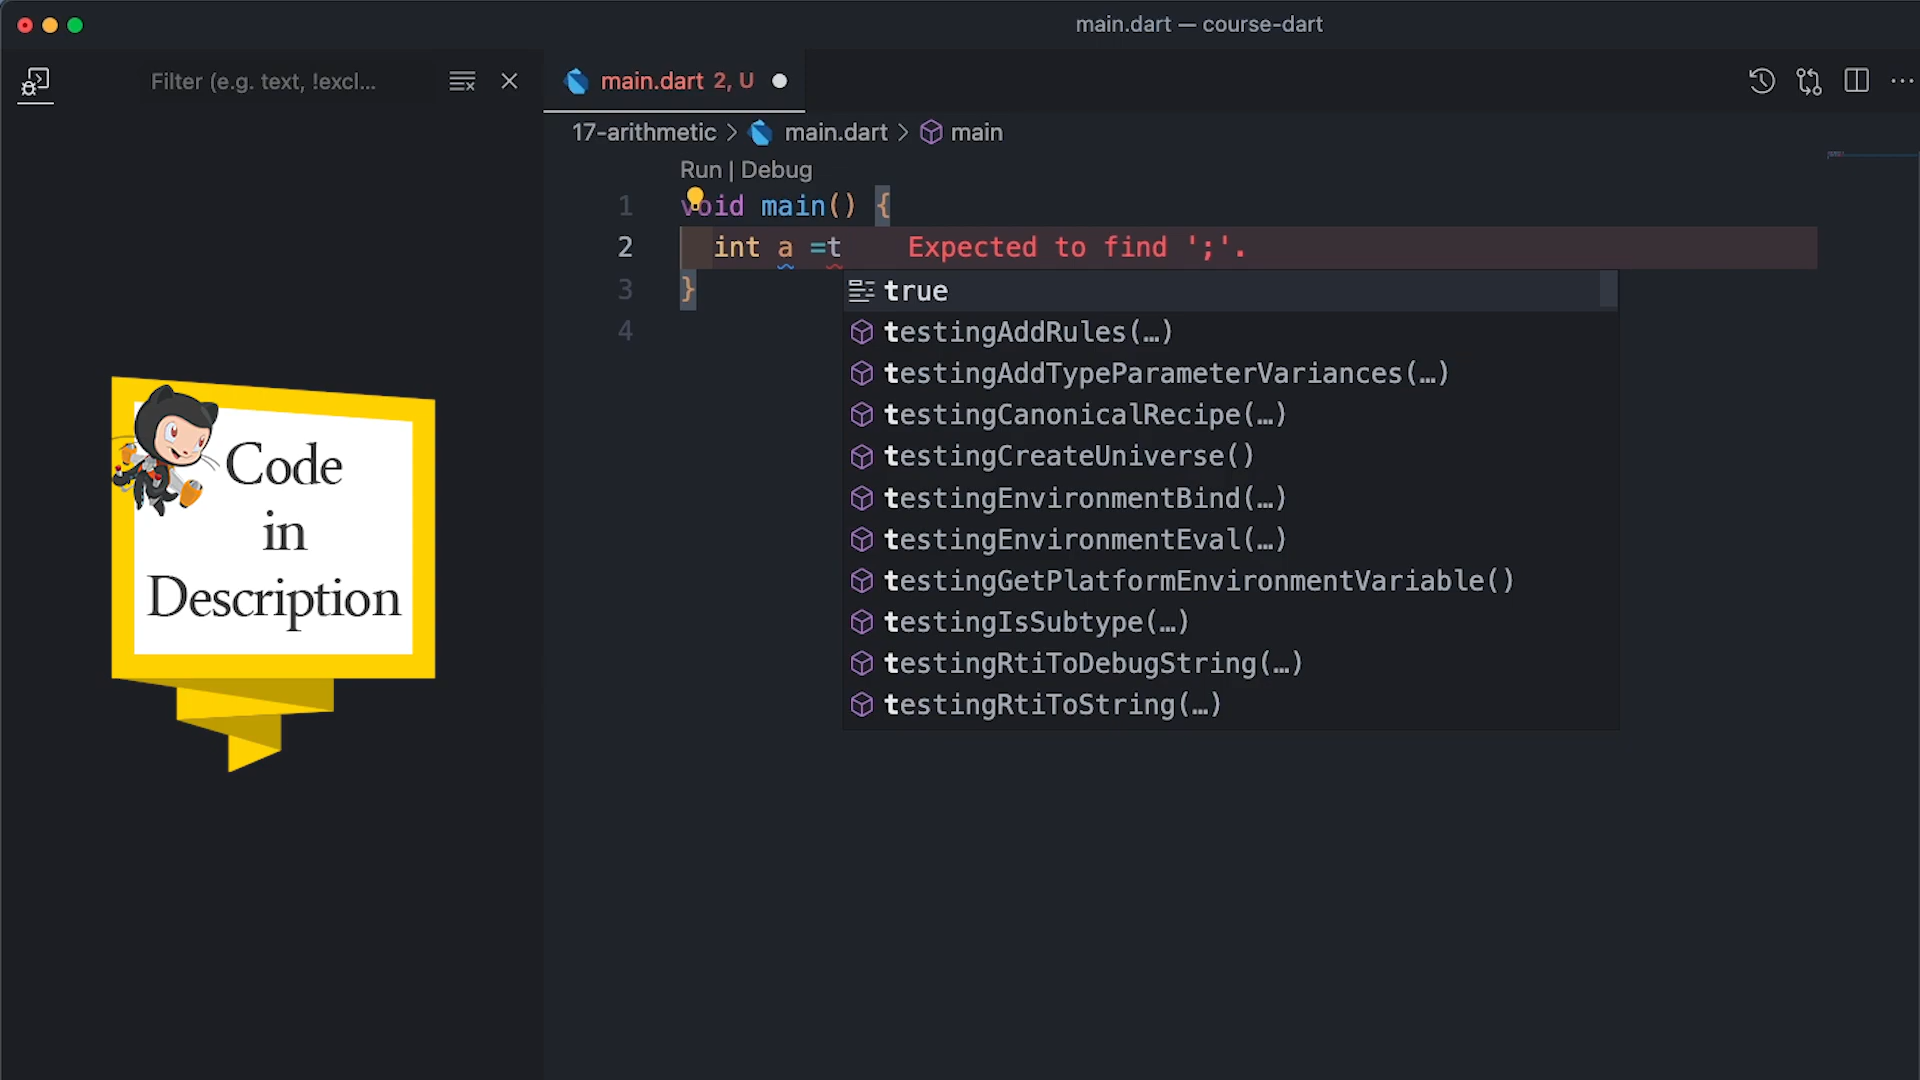 main.dart — course-dart
Filter (e.g. text, !excl...
main.dart 2, U
17-arithmetic > main.dart > main
Run | Debug
1 void main() {
2 int a =t Expected to find ';'.
3 }
4
true
testingAddRules(…)
testingAddTypeParameterVariances(…)
testingCanonicalRecipe(…)
testingCreateUniverse()
testingEnvironmentBind(…)
testingEnvironmentEval(…)
testingGetPlatformEnvironmentVariable()
testingIsSubtype(…)
testingRtiToDebugString(…)
testingRtiToString(…)
Code
in
Description